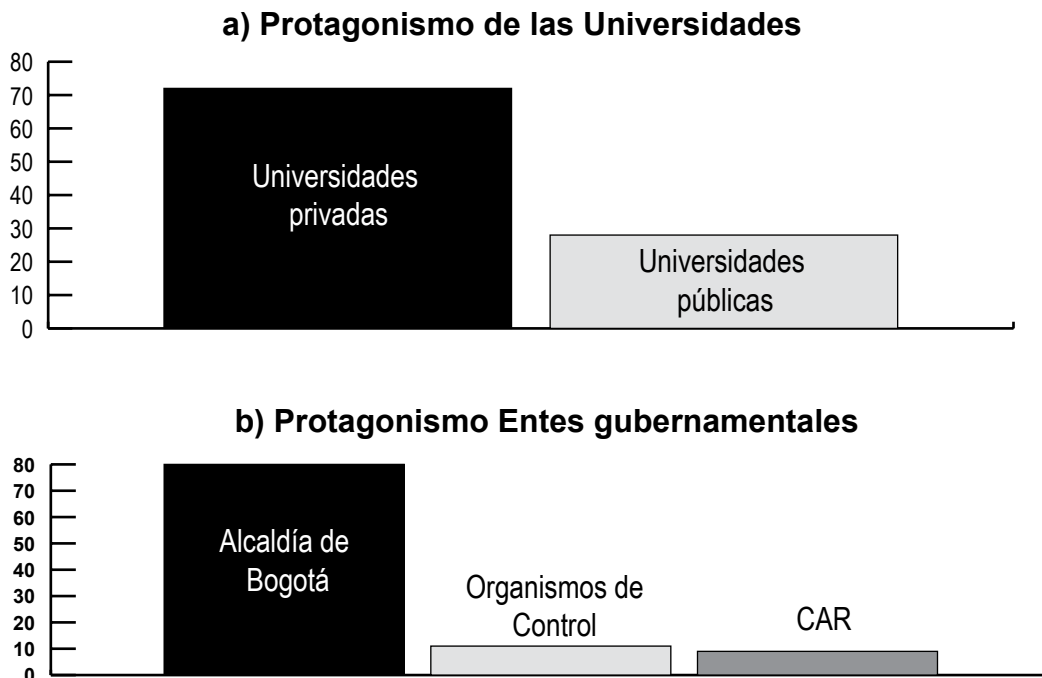 a) Protagonismo de las Universidades
80
70
60
50
40
30
20
10
0
Universidades
privadas
Universidades
públicas
b) Protagonismo Entes gubernamentales
80
70
60
50
40
30
20
10
0
Alcaldía de
Bogotá
Organismos de
Control
CAR